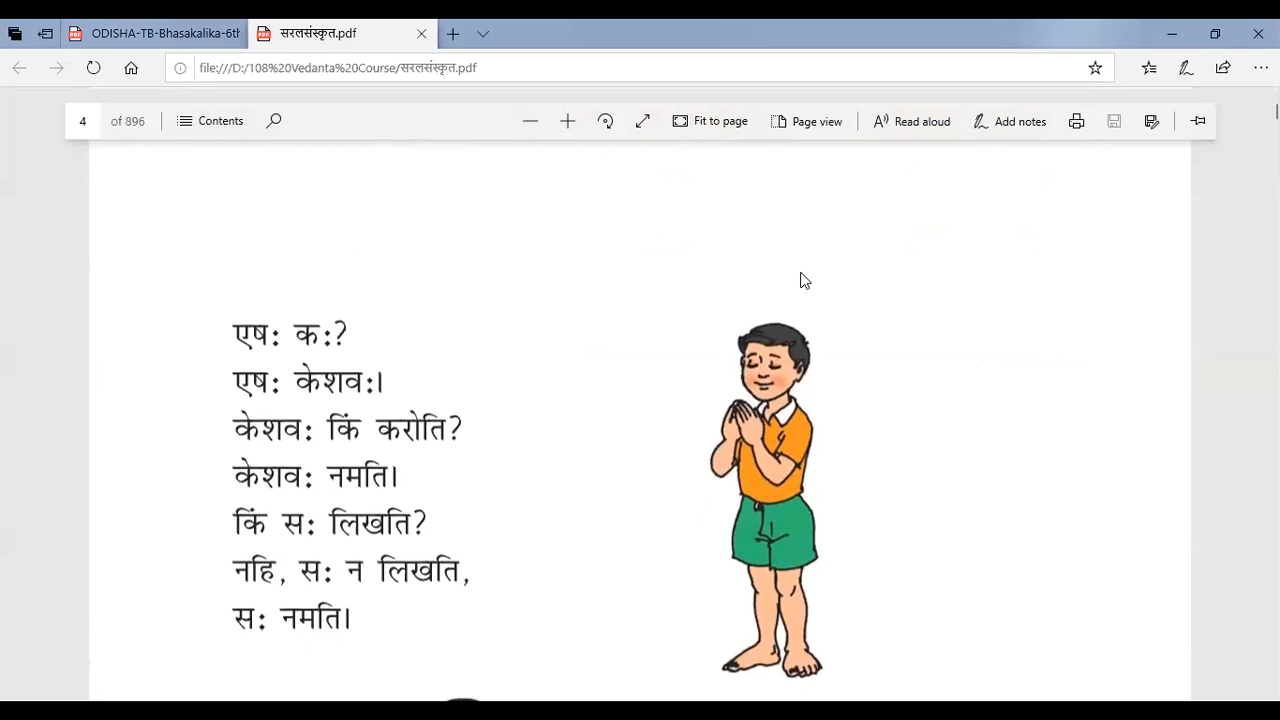 ODISHA-TB-Bhasakalika-6th
सरलसंस्कृत.pdf
file:///D:/108%20Vedanta%20Course/सरलसंस्कृत.pdf
4 of 896 Contents Fit to page Page view Read aloud Add notes
एषः कः?
एषः केशवः।
केशवः किं करोति?
केशवः नमति।
किं सः लिखति?
नहि, सः न लिखति,
सः नमति।